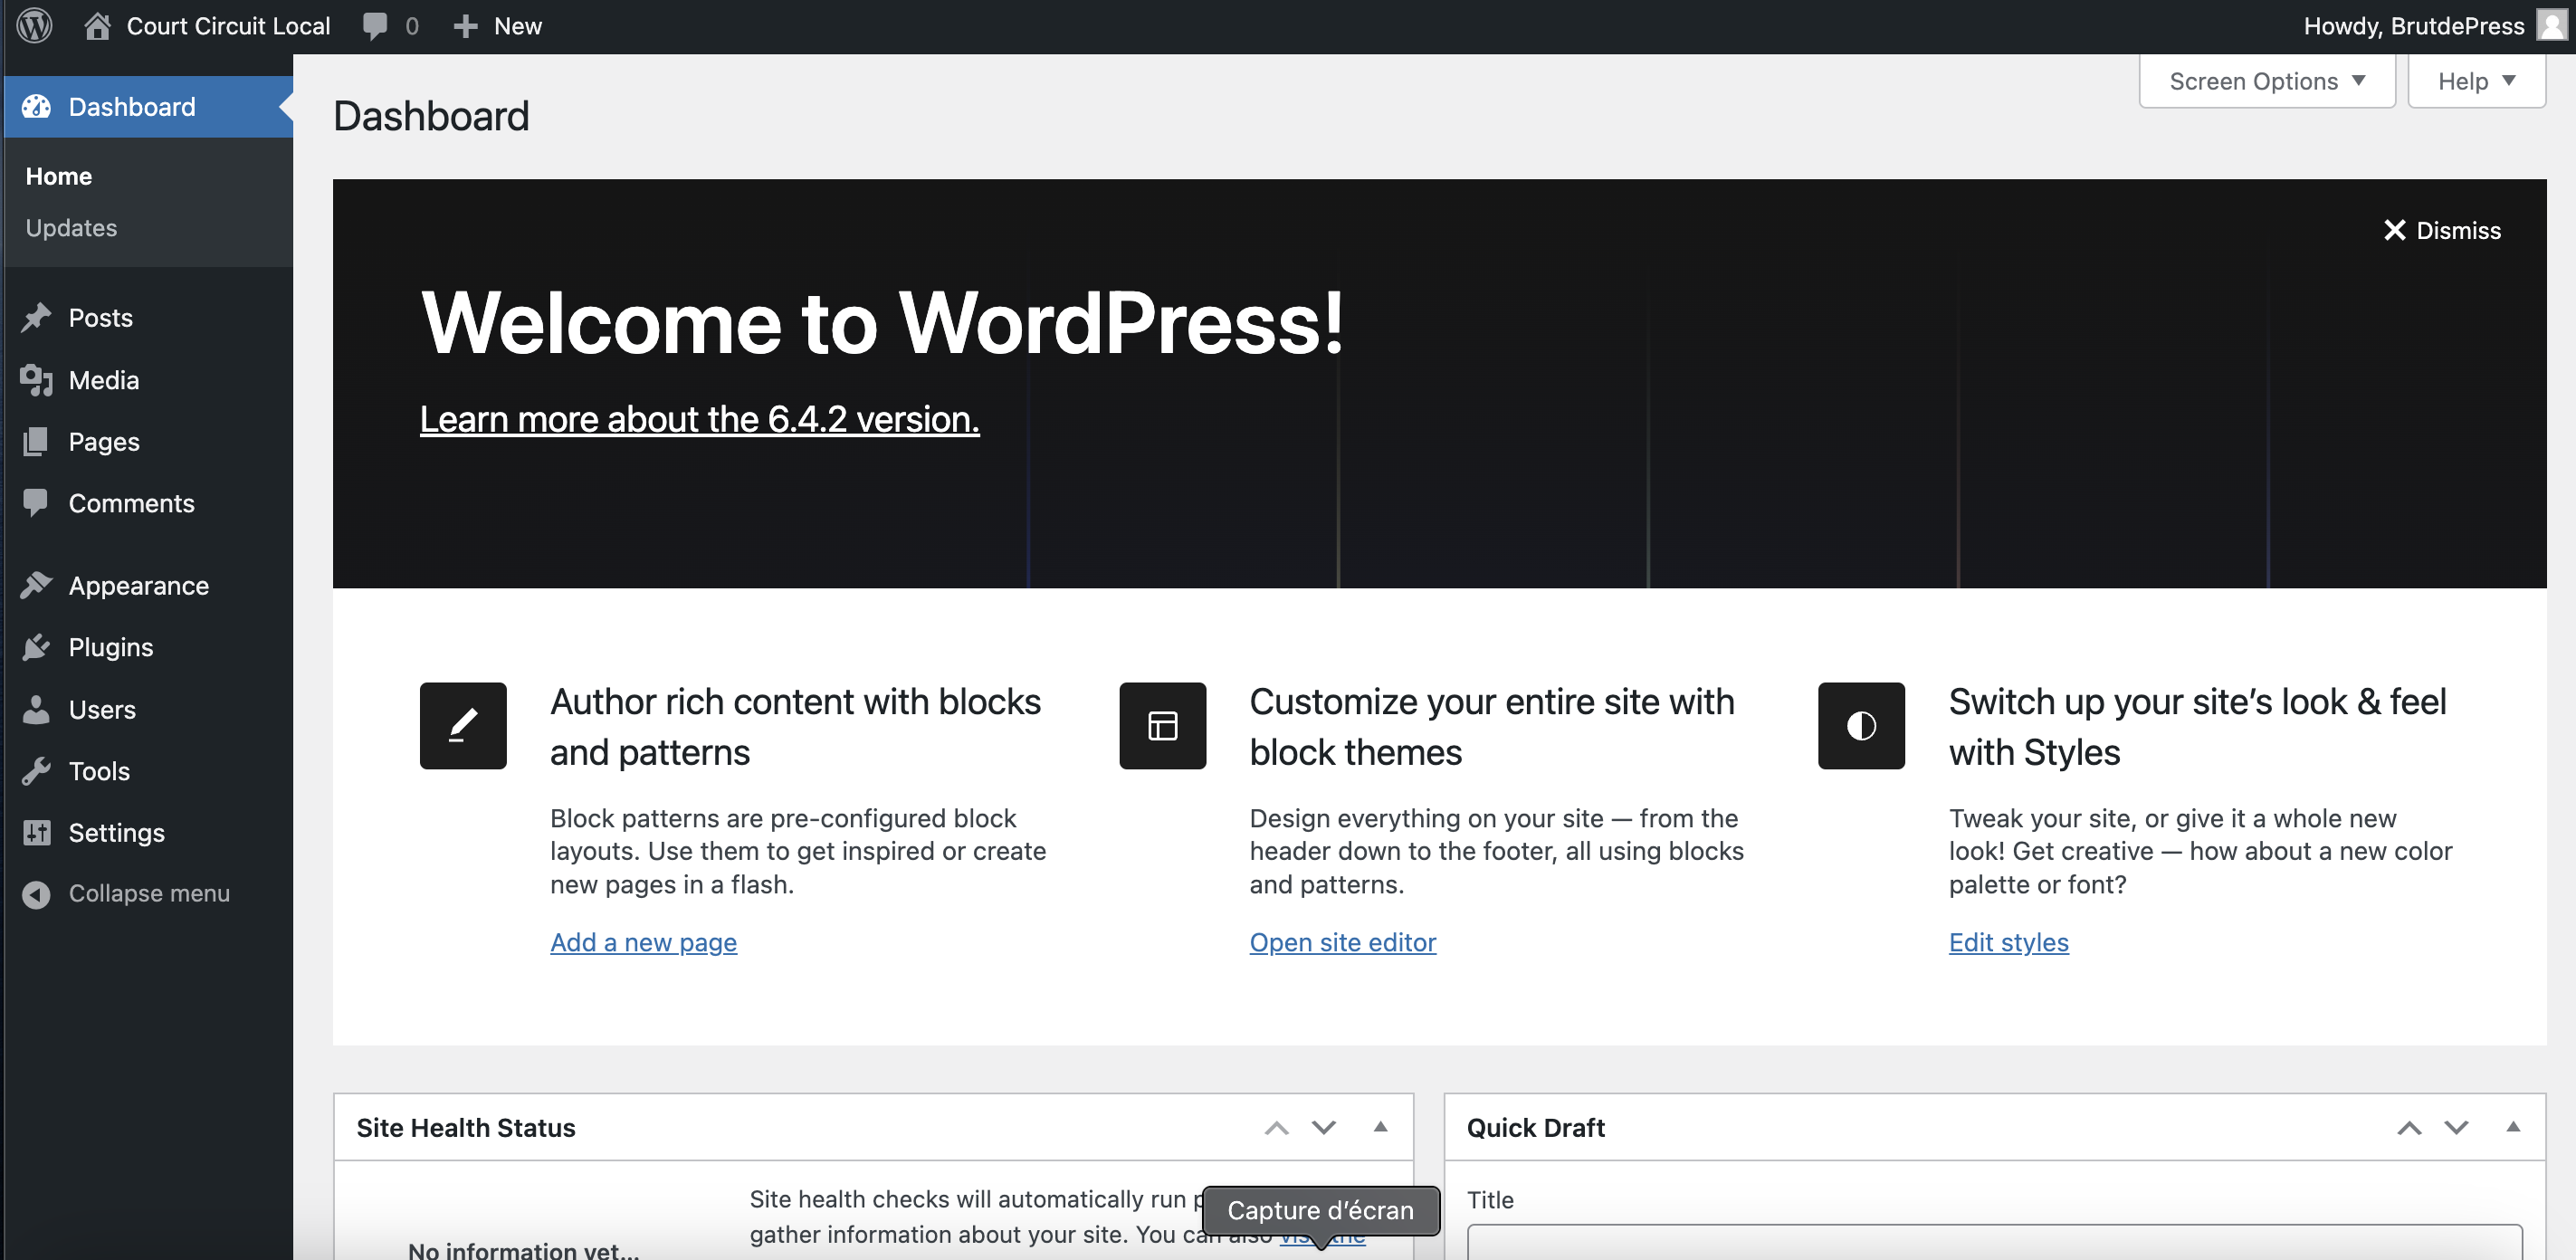 Court Circuit Local
0
New
Howdy, BrutdePress
Dashboard
Home
Updates
Posts
Media
Pages
Comments
Appearance
Plugins
Users
Tools
Settings
Collapse menu
Dashboard
Screen Options
Help
Dismiss
Welcome to WordPress!
Learn more about the 6.4.2 version.
Author rich content with blocks
and patterns
Block patterns are pre-configured block
layouts. Use them to get inspired or create
new pages in a flash.
Add a new page
Customize your entire site with
block themes
Design everything on your site — from the
header down to the footer, all using blocks
and patterns.
Open site editor
Switch up your site’s look & feel
with Styles
Tweak your site, or give it a whole new
look! Get creative — how about a new color
palette or font?
Edit styles
Site Health Status
No information yet…
Site health checks will automatically run
gather information about your site. You can also visit the
Capture d’écran
Quick Draft
Title